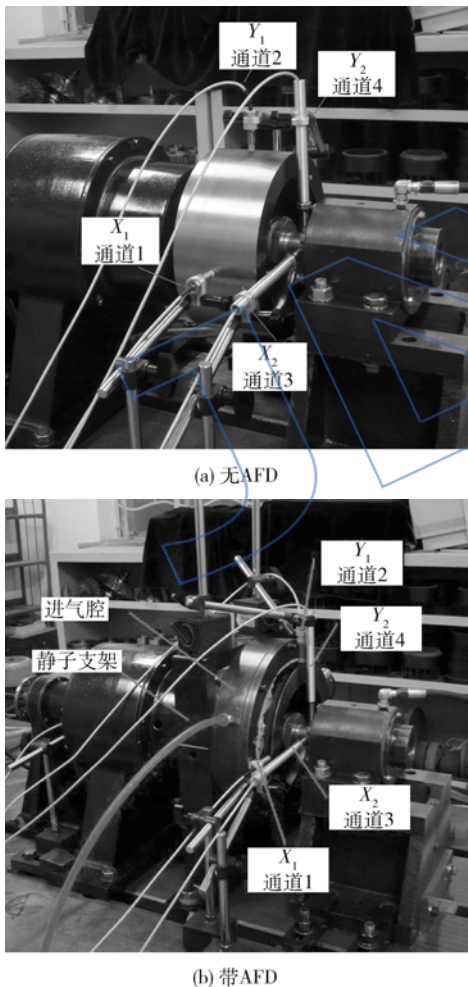 Y₁
通道2
Y₂
通道4
X₁
通道1
X₂
通道3
(a) 无AFD
Y₁
通道2
进气腔
Y₂
通道4
静子支架
X₂
通道3
X₁
通道1
(b) 带AFD